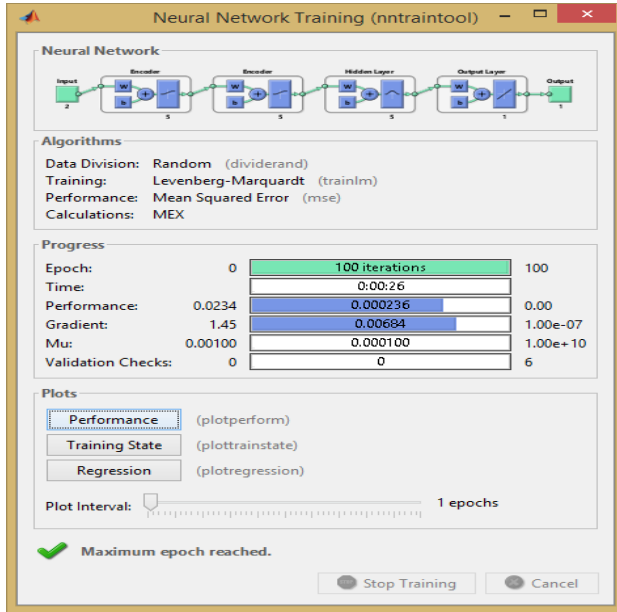 Neural Network Training (nntraintool)
Neural Network
Encoder Encoder Hidden Layer Output Layer
Input Output
W W W W
b b b b
2 5 5 5 1 1
Algorithms
Data Division: Random (dividerand)
Training: Levenberg-Marquardt (trainlm)
Performance: Mean Squared Error (mse)
Calculations: MEX
Progress
Epoch: 0 100 iterations 100
Time: 0:00:26
Performance: 0.0234 0.000236 0.00
Gradient: 1.45 0.00684 1.00e-07
Mu: 0.00100 0.000100 1.00e+10
Validation Checks: 0 0 6
Plots
Performance (plotperform)
Training State (plottrainstate)
Regression (plotregression)
Plot Interval: 1 epochs
Maximum epoch reached.
Stop Training Cancel